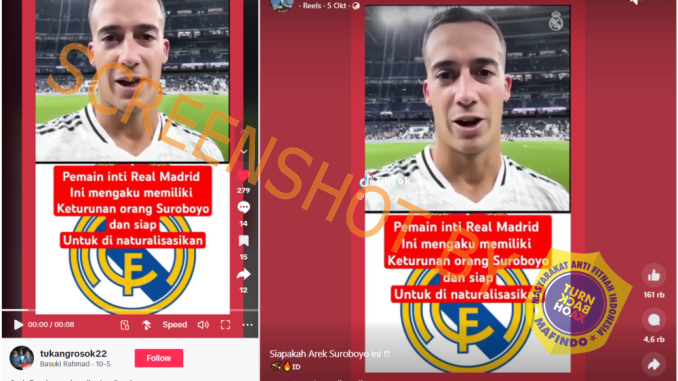 Pemain inti Real Madrid
Ini mengaku memiliki
Keturunan orang Suroboyo
dan siap
Untuk di naturalisasikan
279
14
15
12
00:00 / 00:08
Speed
tukangrosok22
Basuki Rahmad · 10-5
Follow
· Reels · 5 Okt ·
Pemain inti Real Madrid
Ini mengaku memiliki
Keturunan orang Suroboyo
dan siap
Untuk di naturalisasikan
Siapakah Arek Suroboyo ini ⁉
ID
161 rb
4,6 rb
SCREENSHOT BY
MASYARAKAT ANTI FITNAH INDONESIA
TURN BACK HOAX
MAFINDO